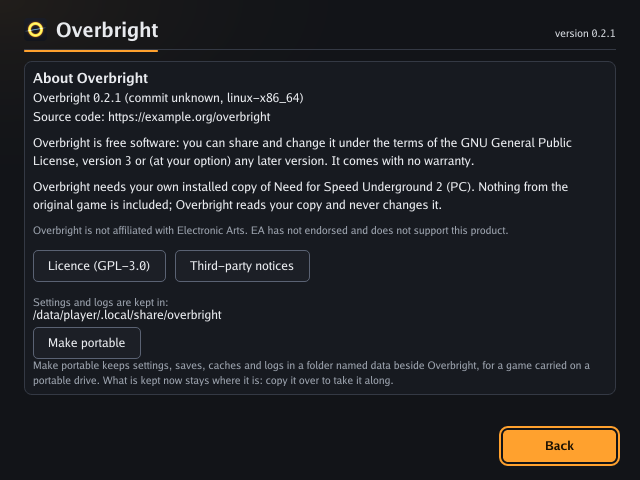 Overbright
version 0.2.1
About Overbright
Overbright 0.2.1 (commit unknown, linux-x86_64)
Source code: https://example.org/overbright
Overbright is free software: you can share and change it under the terms of the GNU General Public
License, version 3 or (at your option) any later version. It comes with no warranty.
Overbright needs your own installed copy of Need for Speed Underground 2 (PC). Nothing from the
original game is included; Overbright reads your copy and never changes it.
Overbright is not affiliated with Electronic Arts. EA has not endorsed and does not support this product.
Licence (GPL-3.0)
Third-party notices
Settings and logs are kept in:
/data/player/.local/share/overbright
Make portable
Make portable keeps settings, saves, caches and logs in a folder named data beside Overbright, for a game carried on a
portable drive. What is kept now stays where it is: copy it over to take it along.
Back